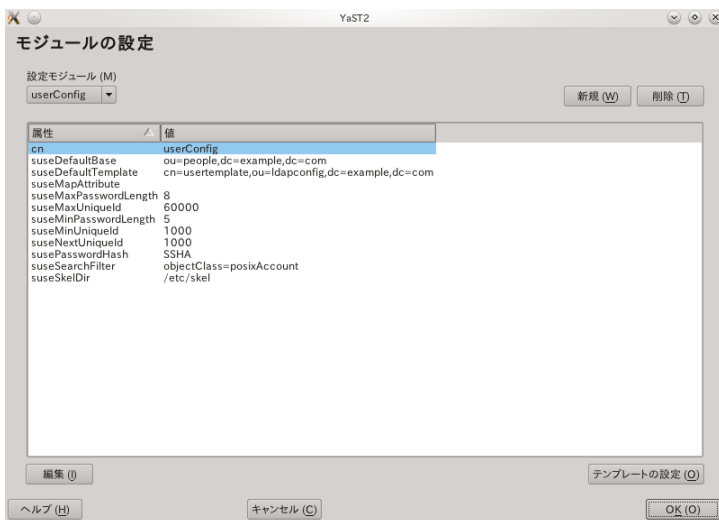 YaST2
モジュールの設定
設定モジュール (M)
userConfig
新規 (W)
削除 (T)
属性 値
cn userConfig
suseDefaultBase ou=people,dc=example,dc=com
suseDefaultTemplate cn=usertemplate,ou=ldapconfig,dc=example,dc=com
suseMapAttribute
suseMaxPasswordLength 8
suseMaxUniqueId 60000
suseMinPasswordLength 5
suseMinUniqueId 1000
suseNextUniqueId 1000
susePasswordHash SSHA
suseSearchFilter objectClass=posixAccount
suseSkelDir /etc/skel
編集 (I)
テンプレートの設定 (O)
ヘルプ (H)
キャンセル (C)
OK (O)